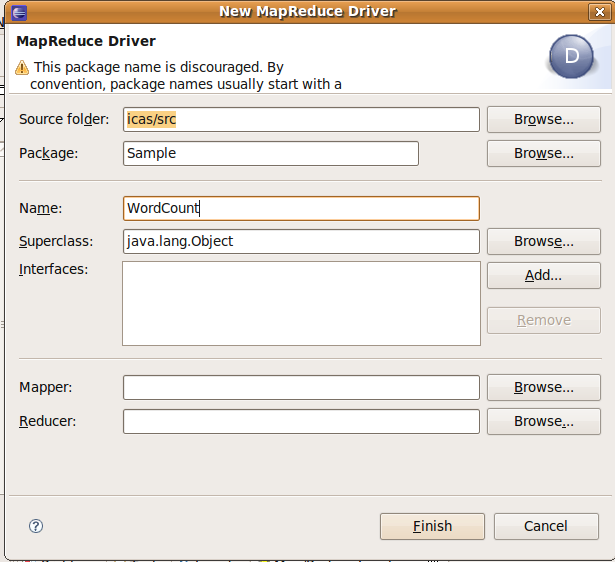 New MapReduce Driver
MapReduce Driver
D
This package name is discouraged. By
convention, package names usually start with a
Source folder: icas/src Browse...
Package: Sample Browse...
Name: WordCount
Superclass: java.lang.Object Browse...
Interfaces: Add...
Remove
Mapper: Browse...
Reducer: Browse...
? Finish Cancel